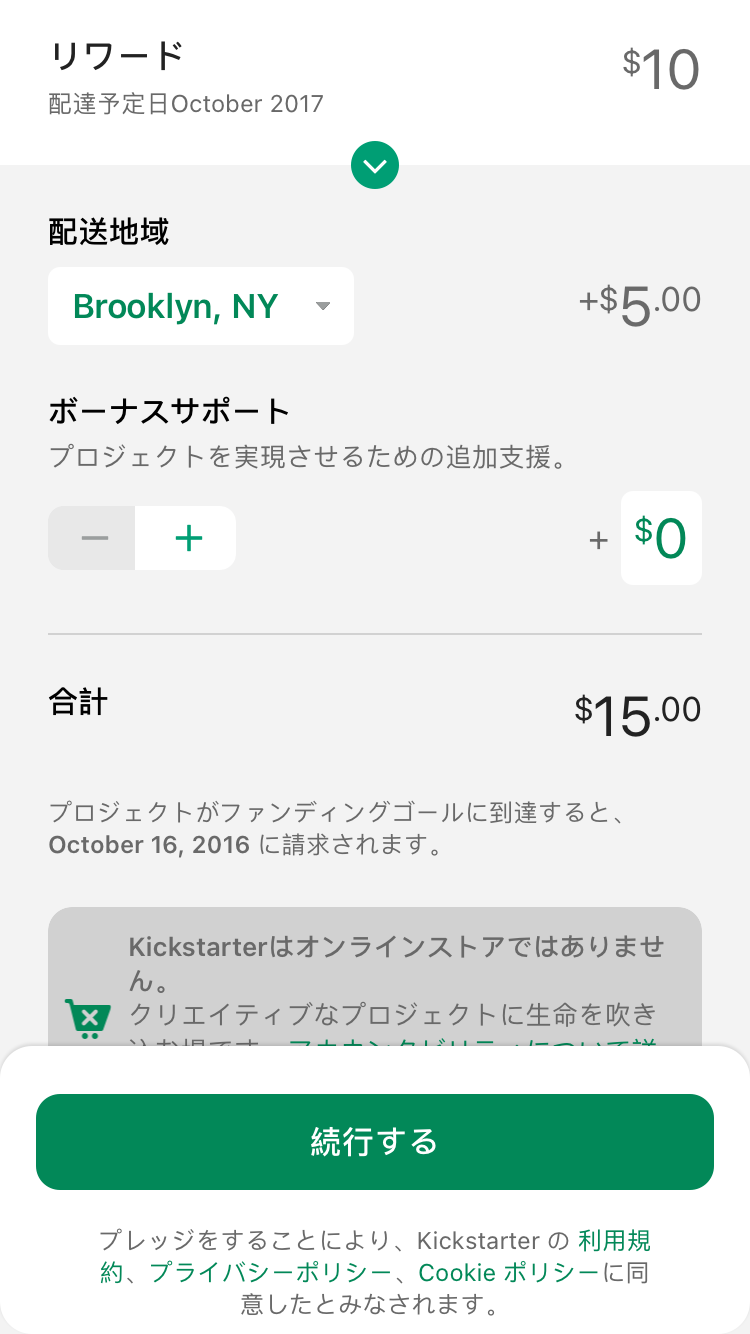 リワード
$10
配達予定日October 2017
配送地域
Brooklyn, NY
+$5.00
ボーナスサポート
プロジェクトを実現させるための追加支援。
+ $0
合計
$15.00
プロジェクトがファンディングゴールに到達すると、
October 16, 2016 に請求されます。
Kickstarterはオンラインストアではありませ
ん。
クリエイティブなプロジェクトに生命を吹き
続行する
プレッジをすることにより、Kickstarter の 利用規
約、プライバシーポリシー、Cookie ポリシーに同
意したとみなされます。